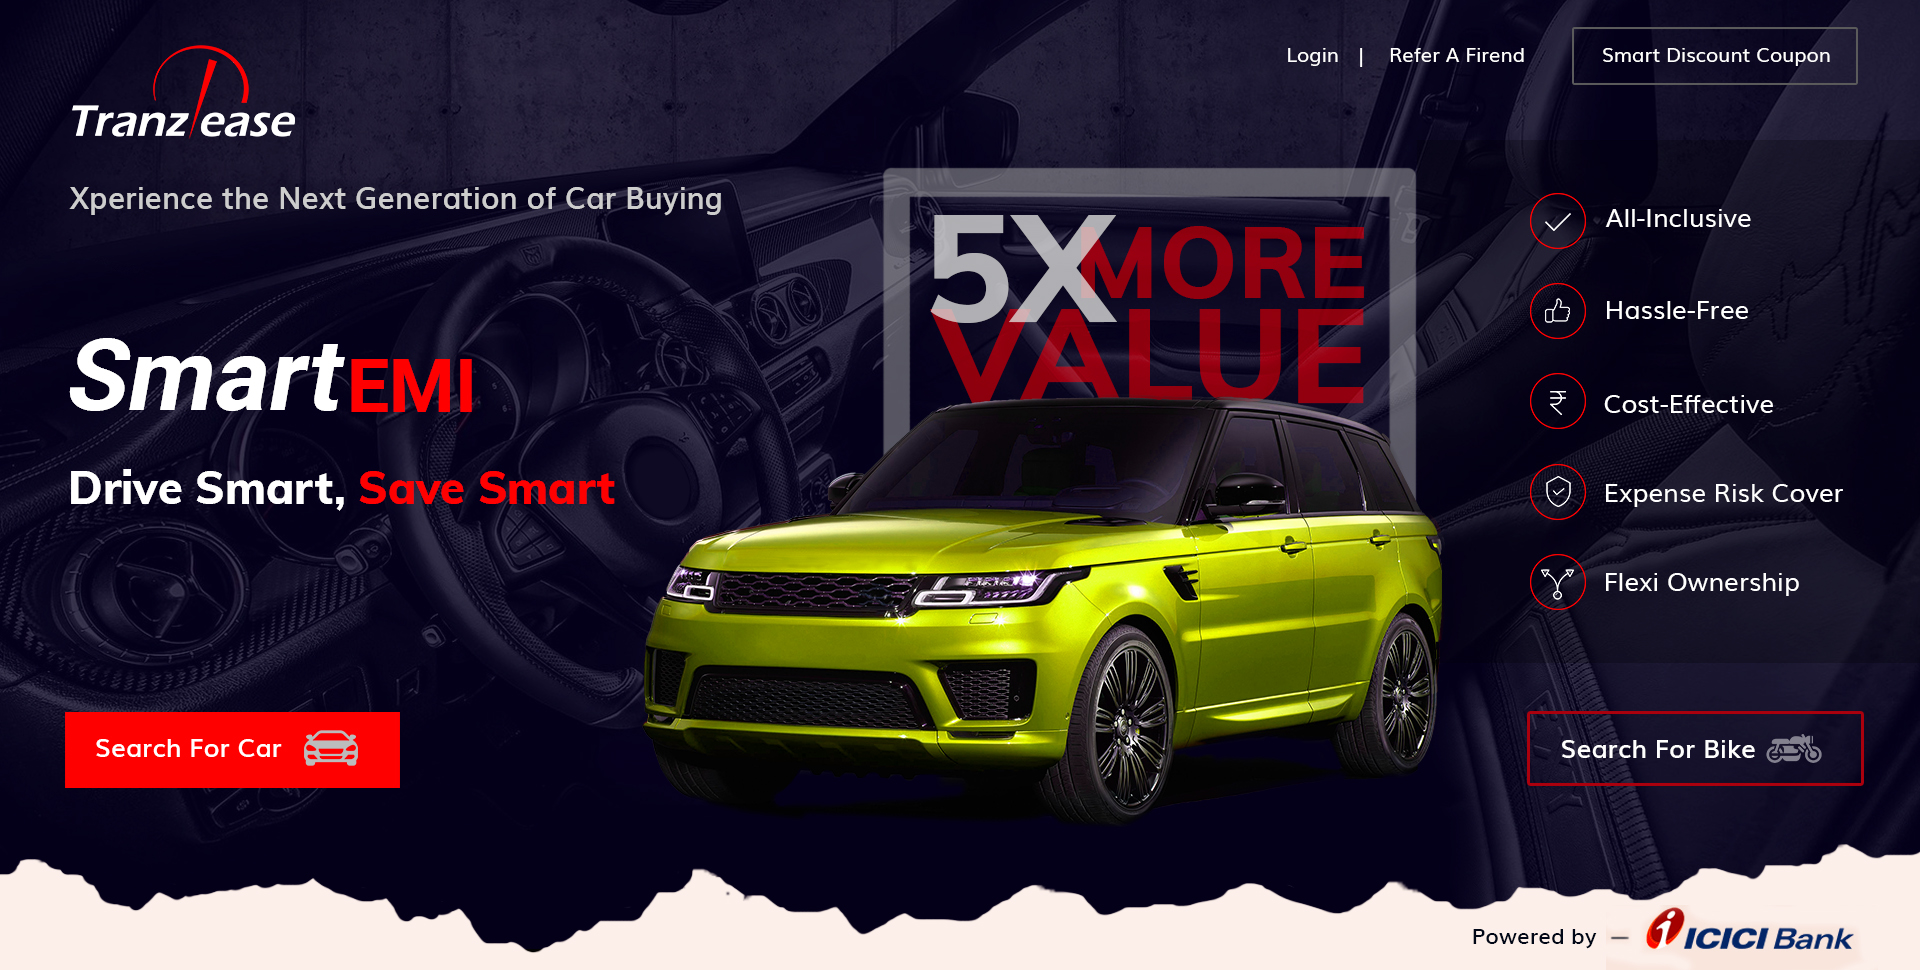 Login | Refer A Firend
Smart Discount Coupon
Tranzlease
Xperience the Next Generation of Car Buying
5X MORE
VALUE
Smart EMI
Drive Smart, Save Smart
All-Inclusive
Hassle-Free
₹
Cost-Effective
Expense Risk Cover
Flexi Ownership
Search For Car
Search For Bike
Powered by – ICICI Bank